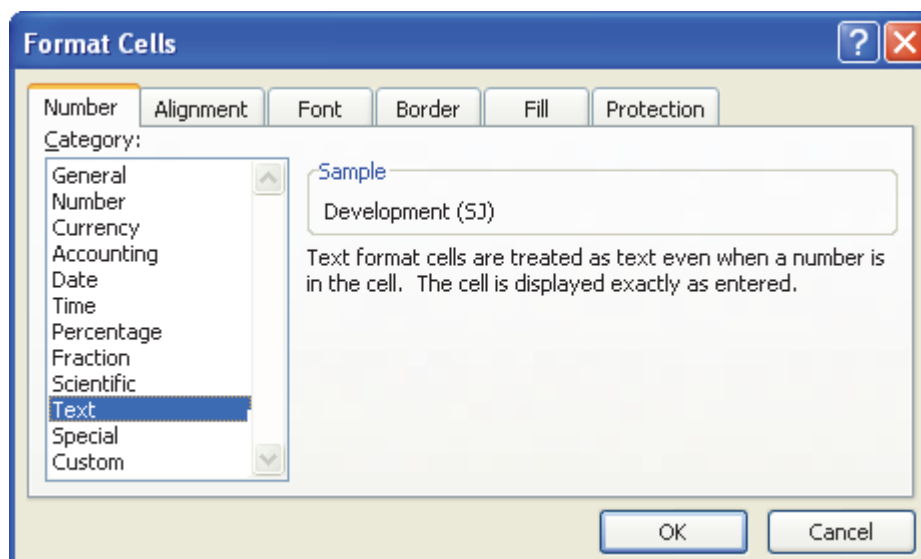 Format Cells
Number Alignment Font Border Fill Protection
Category:
General
Number
Currency
Accounting
Date
Time
Percentage
Fraction
Scientific
Text
Special
Custom
Sample
Development (SJ)
Text format cells are treated as text even when a number is
in the cell. The cell is displayed exactly as entered.
OK Cancel